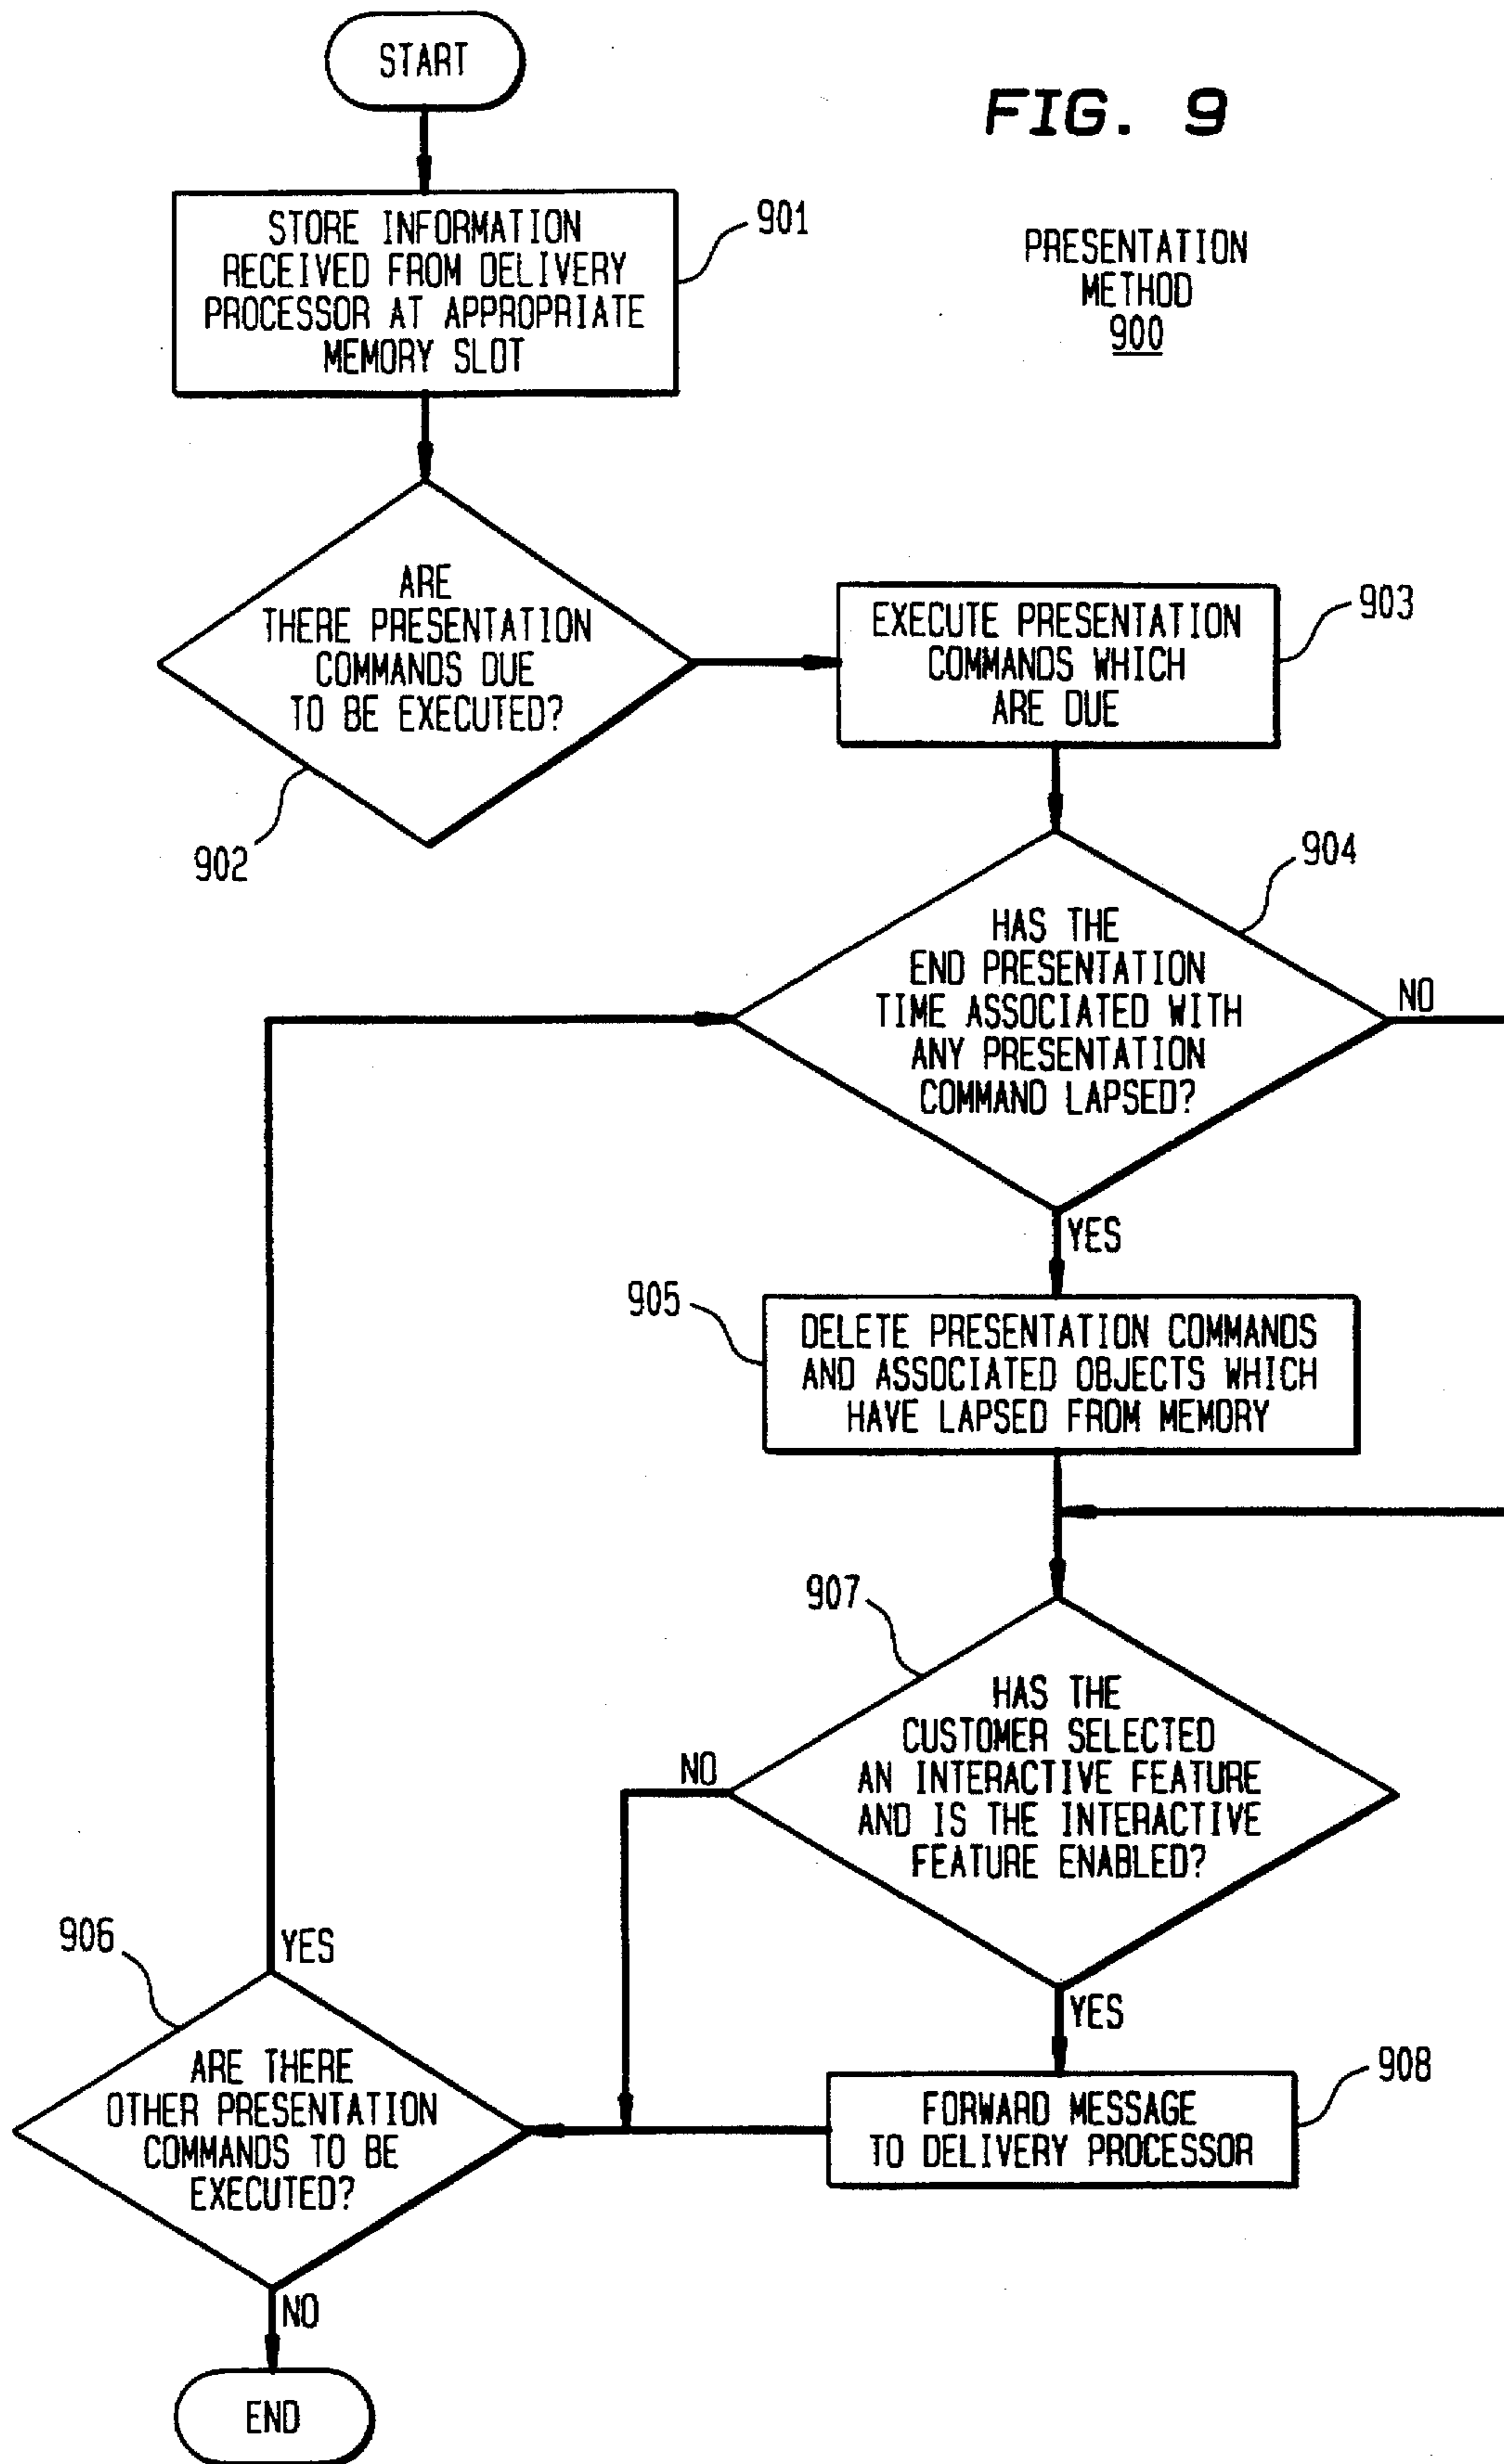 START
FIG. 9
STORE INFORMATION
RECEIVED FROM DELIVERY
PROCESSOR AT APPROPRIATE
MEMORY SLOT
901
PRESENTATION
METHOD
900
ARE
THERE PRESENTATION
COMMANDS DUE
TO BE EXECUTED?
902
EXECUTE PRESENTATION
COMMANDS WHICH
ARE DUE
903
904
HAS THE
END PRESENTATION
TIME ASSOCIATED WITH
ANY PRESENTATION
COMMAND LAPSED?
NO
YES
905
DELETE PRESENTATION COMMANDS
AND ASSOCIATED OBJECTS WHICH
HAVE LAPSED FROM MEMORY
907
HAS THE
CUSTOMER SELECTED
AN INTERACTIVE FEATURE
AND IS THE INTERACTIVE
FEATURE ENABLED?
NO
YES
906
YES
ARE THERE
OTHER PRESENTATION
COMMANDS TO BE
EXECUTED?
908
FORWARD MESSAGE
TO DELIVERY PROCESSOR
NO
END